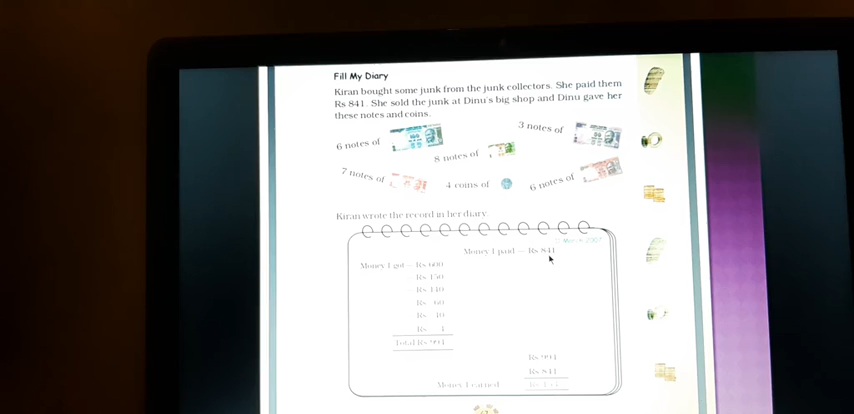 Fill My Diary
Kiran bought some junk from the junk collectors. She paid them
Rs 841. She sold the junk at Dinu's big shop and Dinu gave her
these notes and coins.
6 notes of
3 notes of
8 notes of
7 notes of
4 coins of
6 notes of
Kiran wrote the record in her diary.
March 2007
Money I paid – Rs 841
Money I got – Rs 600
Rs 150
Rs 140
Rs 60
Rs 40
Rs 4
Total Rs 994
Rs 994
Rs 841
Money I earned